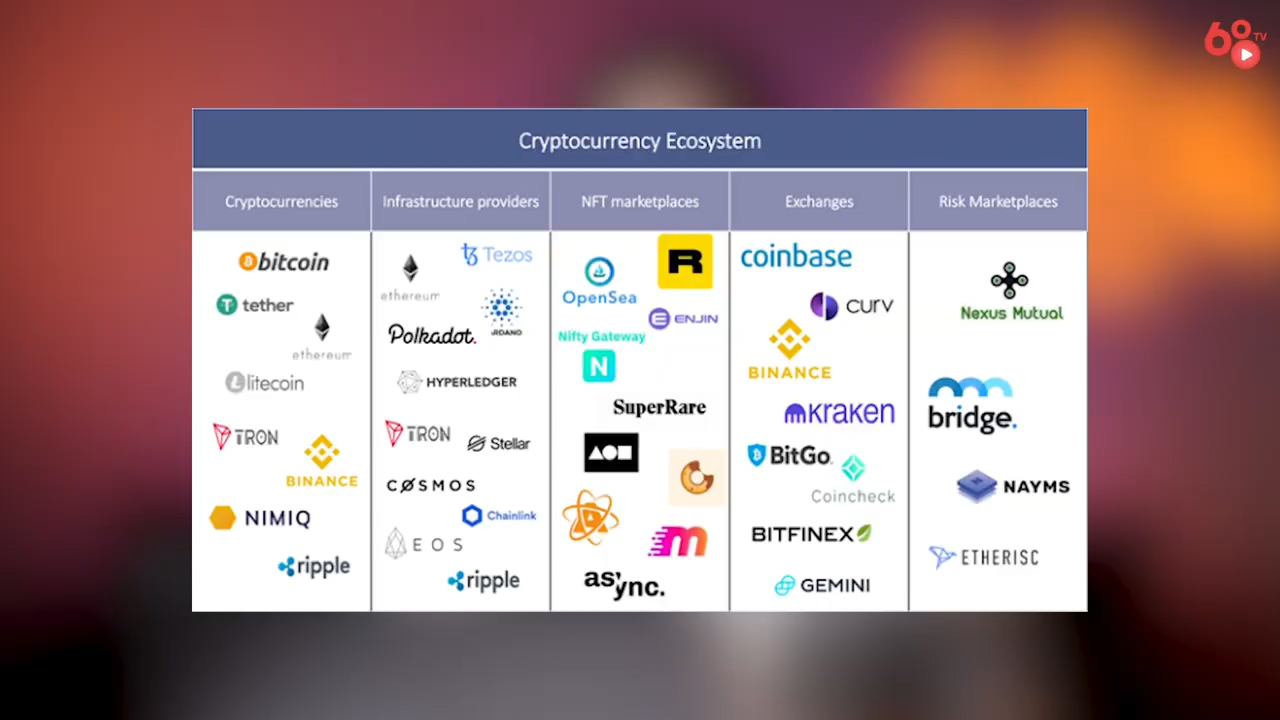 60 TV
Cryptocurrency Ecosystem
Cryptocurrencies
Infrastructure providers
NFT marketplaces
Exchanges
Risk Marketplaces
bitcoin
tether
ethereum
litecoin
TRON
BINANCE
NIMIQ
ripple
Tezos
ethereum
Polkadot.
HYPERLEDGER
TRON
Stellar
COSMOS
Chainlink
EOS
ripple
R
OpenSea
ENJIN
Nifty Gateway
N
SuperRare
m
async.
coinbase
curv
BINANCE
kraken
BitGo
Coincheck
BITFINEX
GEMINI
Nexus Mutual
bridge.
NAYMS
ETHERISC